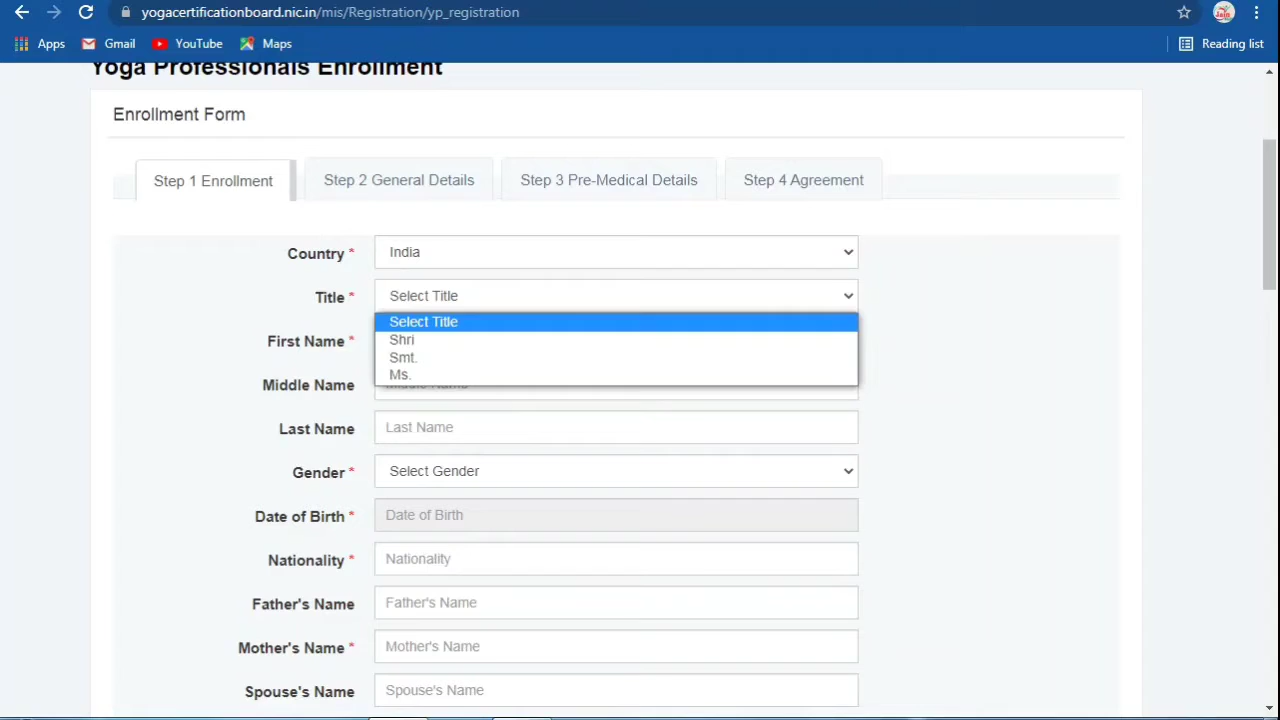 yogacertificationboard.nic.in/mis/Registration/yp_registration
Apps Gmail YouTube Maps Reading list
Yoga Professionals Enrollment
Enrollment Form
Step 1 Enrollment Step 2 General Details Step 3 Pre-Medical Details Step 4 Agreement
Country * India
Title * Select Title
Select Title
First Name * Shri
Smt.
Ms.
Middle Name Middle Name
Last Name Last Name
Gender * Select Gender
Date of Birth * Date of Birth
Nationality * Nationality
Father's Name Father's Name
Mother's Name * Mother's Name
Spouse's Name Spouse's Name